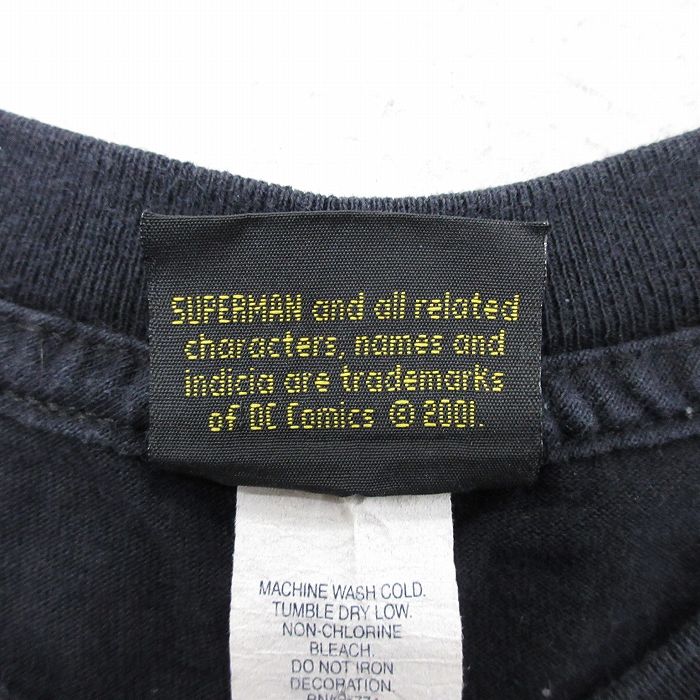 SUPERMAN and all related
characters, names and
indicia are trademarks
of DC Comics © 2001.
MACHINE WASH COLD.
TUMBLE DRY LOW.
NON-CHLORINE
BLEACH.
DO NOT IRON
DECORATION.